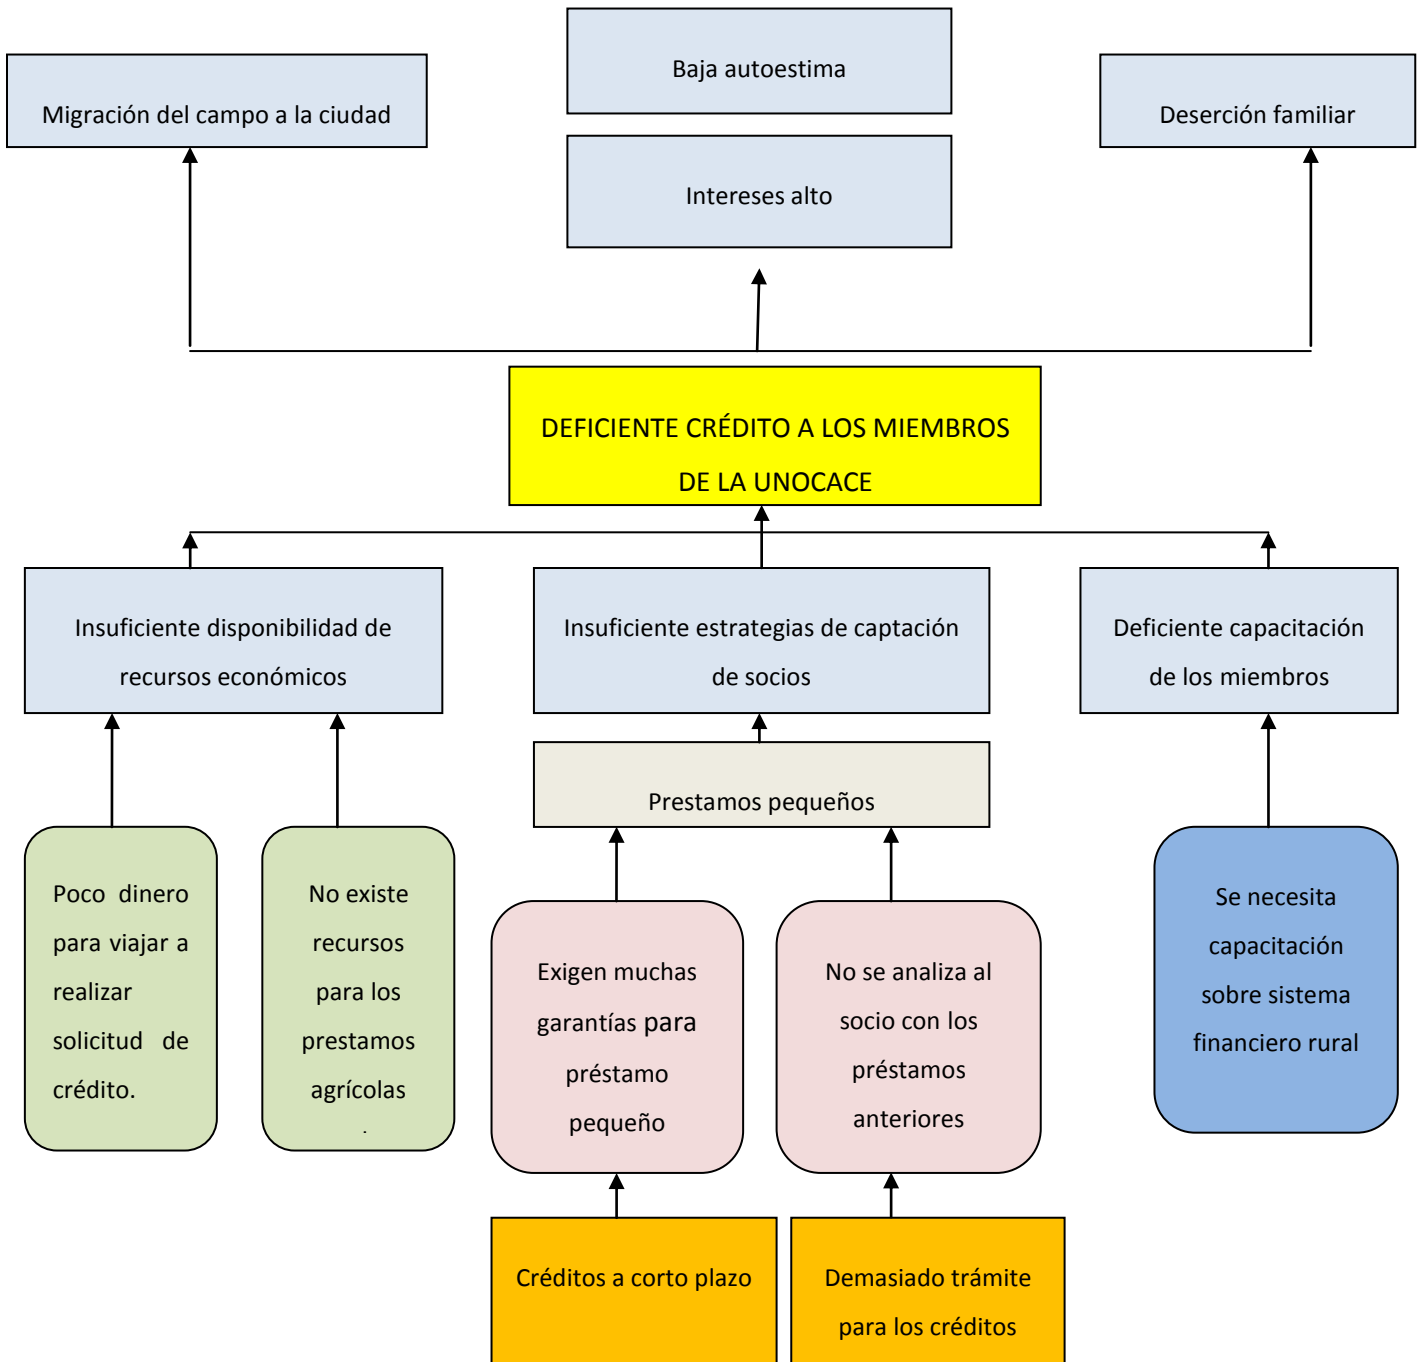 Baja autoestima
Migración del campo a la ciudad
Deserción familiar
Intereses alto
DEFICIENTE CRÉDITO A LOS MIEMBROS
DE LA UNOCACE
Insuficiente disponibilidad de
recursos económicos
Insuficiente estrategias de captación
de socios
Deficiente capacitación
de los miembros
Prestamos pequeños
Poco dinero
para viajar a
realizar
solicitud de
crédito.
No existe
recursos
para los
prestamos
agrícolas
.
Exigen muchas
garantías para
préstamo
pequeño
No se analiza al
socio con los
préstamos
anteriores
Se necesita
capacitación
sobre sistema
financiero rural
Créditos a corto plazo
Demasiado trámite
para los créditos